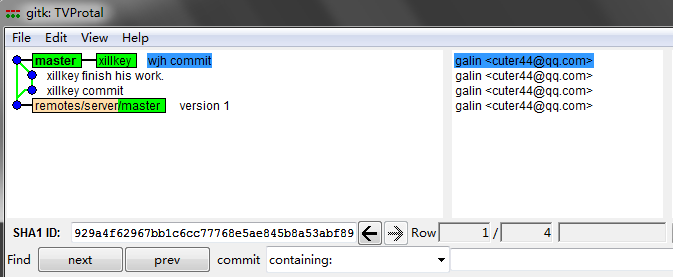 gitk: TVProtal
File Edit View Help
master xillkey wjh commit galin <cuter44@qq.com>
xillkey finish his work. galin <cuter44@qq.com>
xillkey commit galin <cuter44@qq.com>
remotes/server/master version 1 galin <cuter44@qq.com>
SHA1 ID: 929a4f62967bb1c6cc77768e5ae845b8a53abf89 Row 1 / 4
Find next prev commit containing: